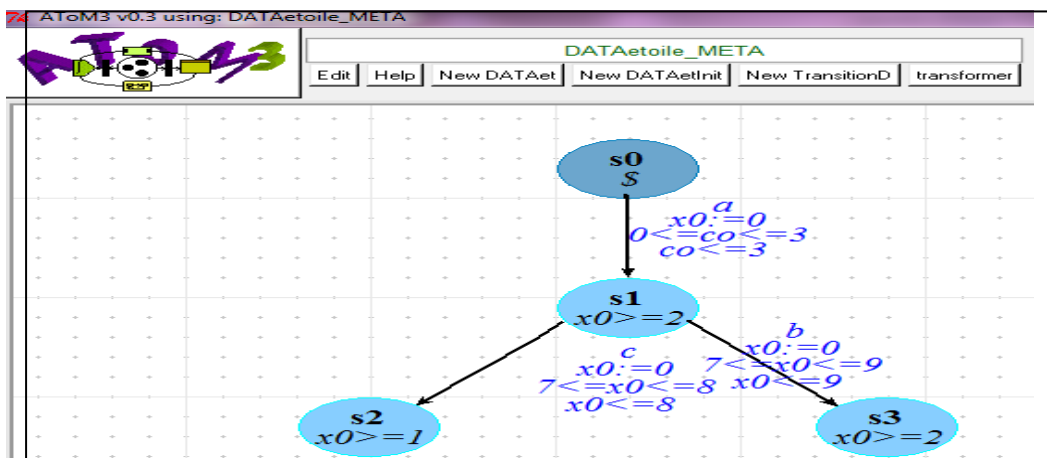 AToM3 v0.3 using: DATAetoile_META
AToM3
DATAetoile_META
Edit Help New DATAet New DATAetInit New TransitionD transformer
s0
$
a
x0:=0
0<=co<=3
co<=3
s1
x0>=2
c
x0:=0
7<=x0<=8
x0<=8
b
x0:=0
7<=x0<=9
x0<=9
s2
x0>=1
s3
x0>=2